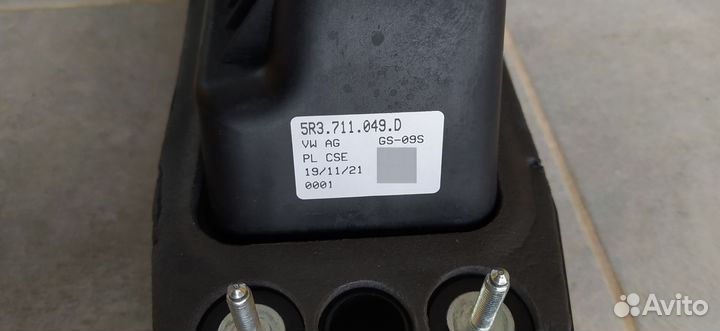 5R3.711.049.D
VW AG GS-09S
PL CSE
19/11/21
0001
Avito